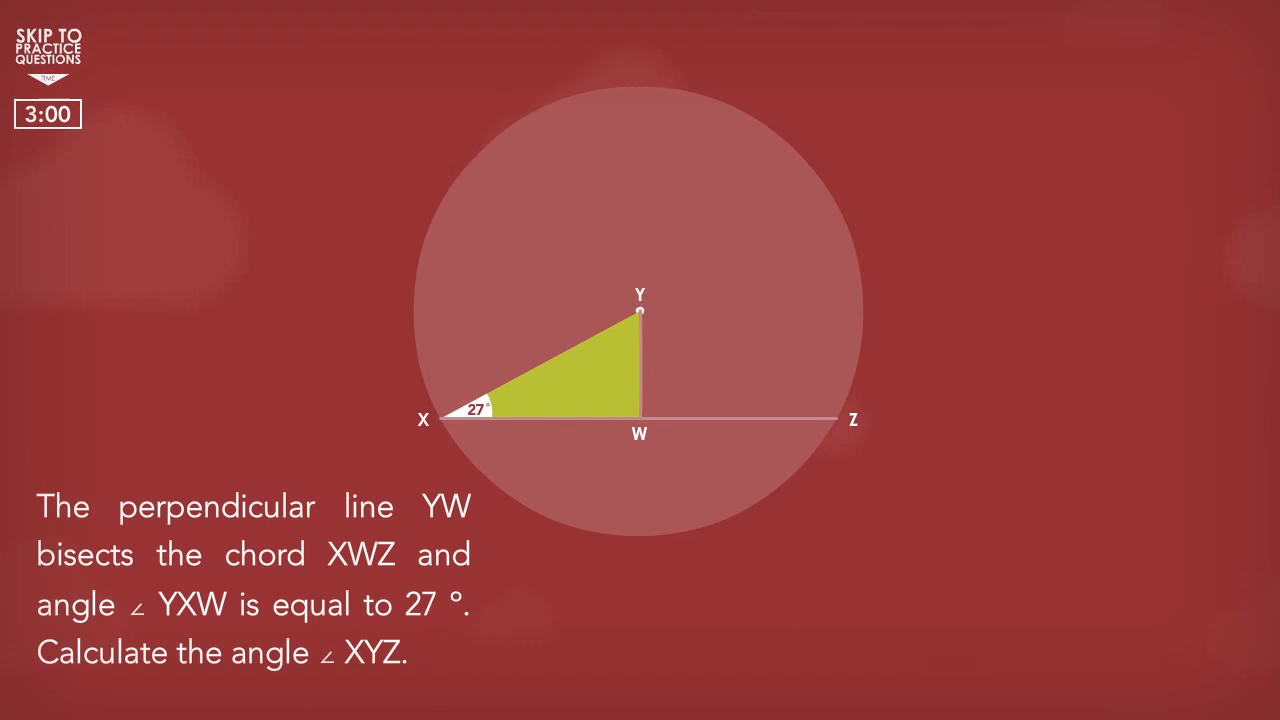 SKIP TO
PRACTICE
QUESTIONS
TIME
3:00
Y
27°
X
W
Z
The perpendicular line YW
bisects the chord XWZ and
angle ∠ YXW is equal to 27 º.
Calculate the angle ∠ XYZ.